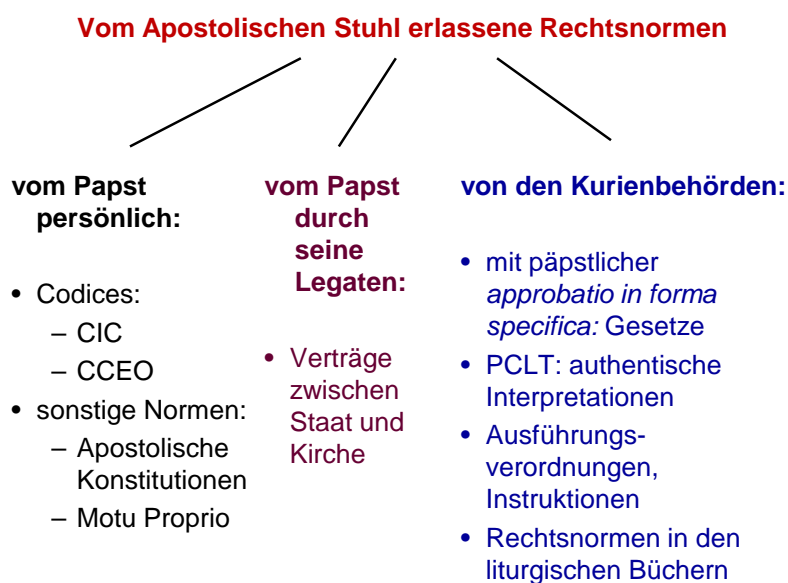 Vom Apostolischen Stuhl erlassene Rechtsnormen
vom Papst
persönlich:
• Codices:
– CIC
– CCEO
• sonstige Normen:
– Apostolische
Konstitutionen
– Motu Proprio
vom Papst
durch
seine
Legaten:
• Verträge
zwischen
Staat und
Kirche
von den Kurienbehörden:
• mit päpstlicher
approbatio in forma
specifica: Gesetze
• PCLT: authentische
Interpretationen
• Ausführungs-
verordnungen,
Instruktionen
• Rechtsnormen in den
liturgischen Büchern